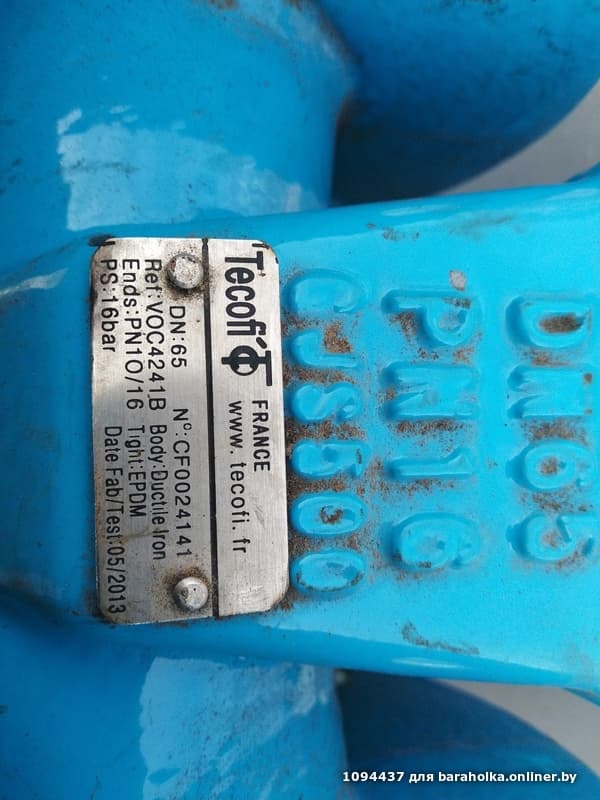 Tecofi FRANCE
www.tecofi.fr
DN:65 N°:CF0024141
Ref:VOC4241B Body:Ductile Iron
Ends:PN10/16 Tight:EPDM
PS:16bar Date Fab/Test:05/2013
DN65
PN16
GJS500
1094437 для baraholka.onliner.by